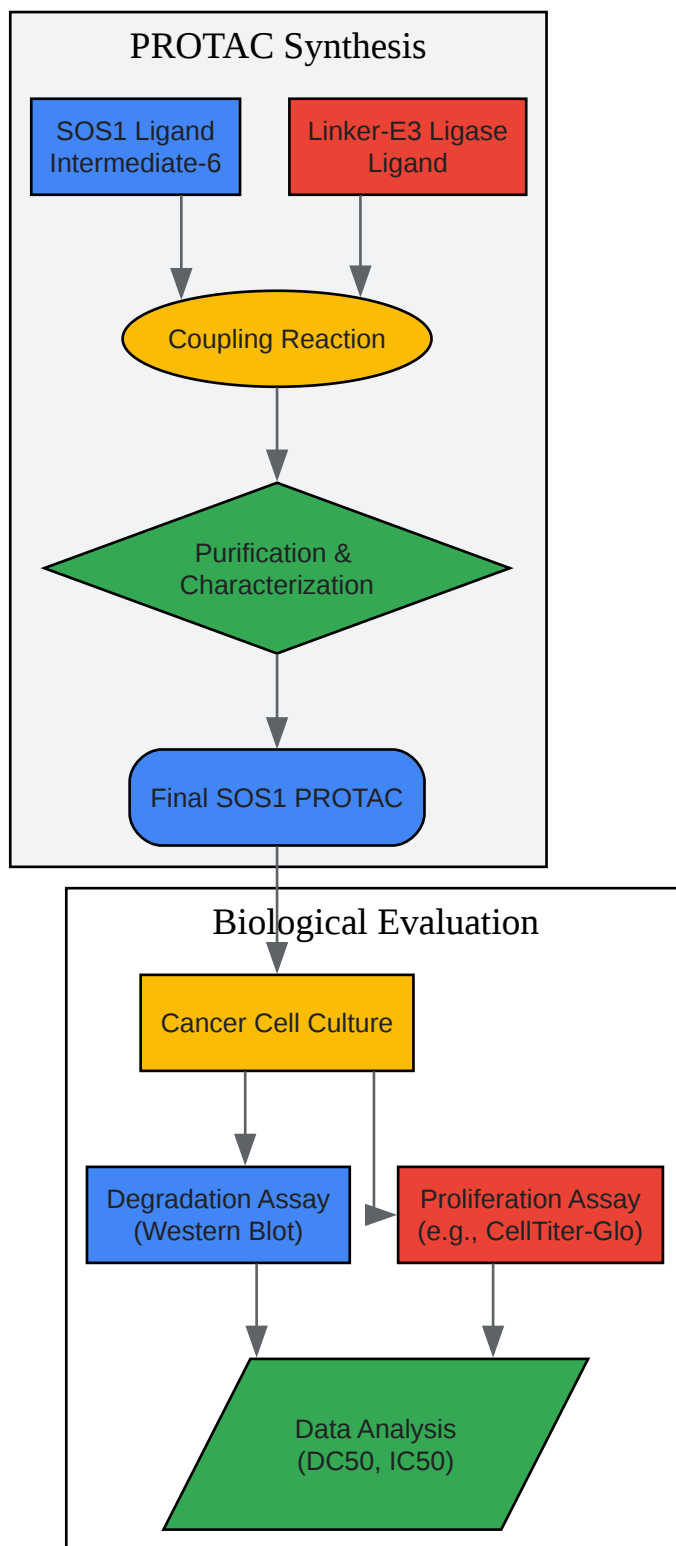 PROTAC Synthesis
SOS1 Ligand
Intermediate-6
Linker-E3 Ligase
Ligand
Coupling Reaction
Purification &
Characterization
Final SOS1 PROTAC
Biological Evaluation
Cancer Cell Culture
Degradation Assay
(Western Blot)
Proliferation Assay
(e.g., CellTiter-Glo)
Data Analysis
(DC50, IC50)